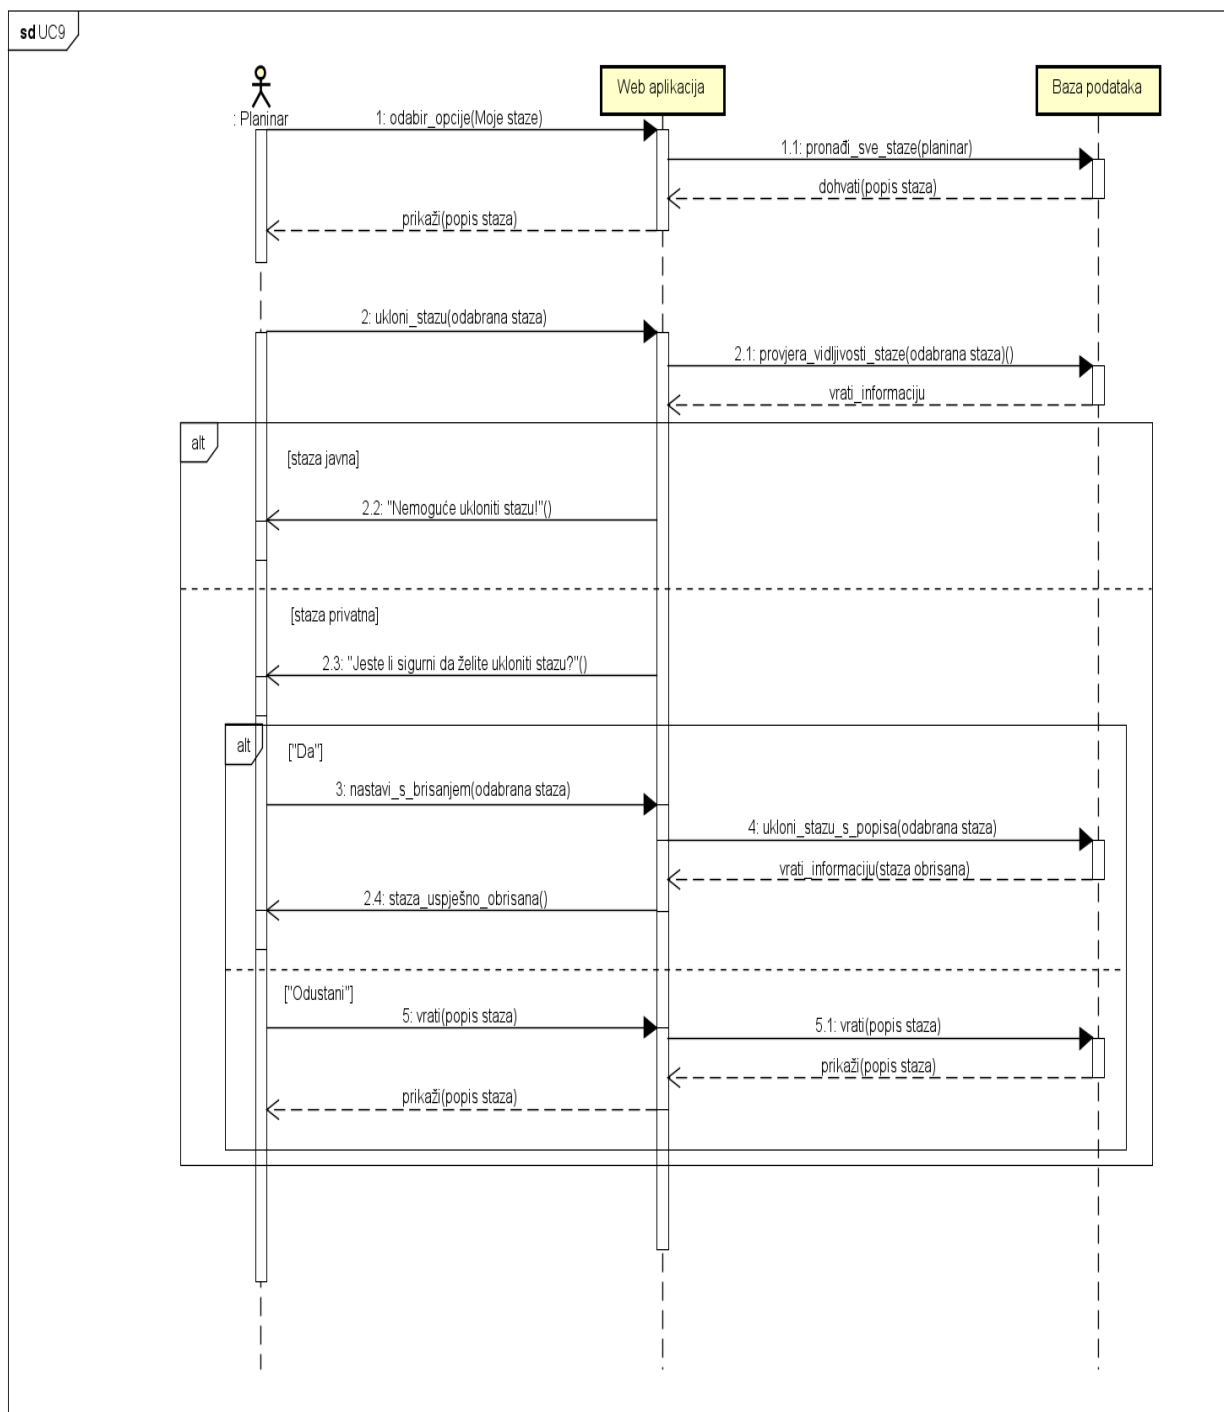 sd UC9
: Planinar
Web aplikacija
Baza podataka
1: odabir_opcije(Moje staze)
1.1: pronađi_sve_staze(planinar)
dohvati(popis staza)
prikaži(popis staza)
2: ukloni_stazu(odabrana staza)
2.1: provjera_vidljivosti_staze(odabrana staza)()
vrati_informaciju
alt
[staza javna]
2.2: "Nemoguće ukloniti stazu!"()
[staza privatna]
2.3: "Jeste li sigurni da želite ukloniti stazu?"()
alt
["Da"]
3: nastavi_s_brisanjem(odabrana staza)
4: ukloni_stazu_s_popisa(odabrana staza)
vrati_informaciju(staza obrisana)
2.4: staza_uspješno_obrisana()
["Odustani"]
5: vrati(popis staza)
5.1: vrati(popis staza)
prikaži(popis staza)
prikaži(popis staza)